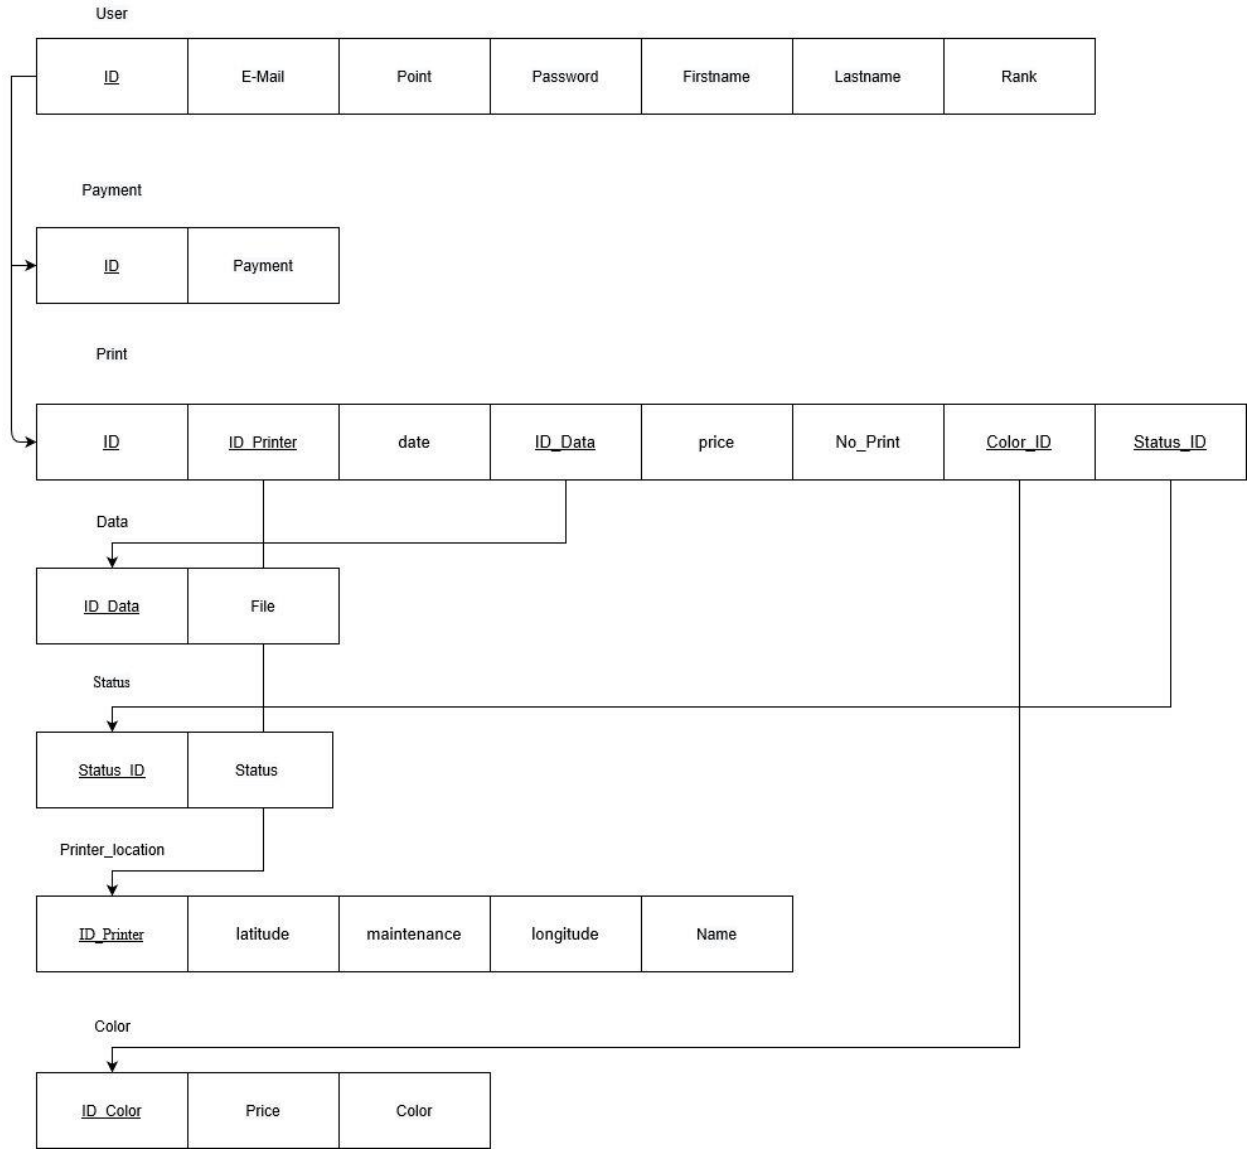 User
ID E-Mail Point Password Firstname Lastname Rank
Payment
ID Payment
Print
ID ID_Printer date ID_Data price No_Print Color_ID Status_ID
Data
ID_Data File
Status
Status_ID Status
Printer_location
ID_Printer latitude maintenance longitude Name
Color
ID_Color Price Color